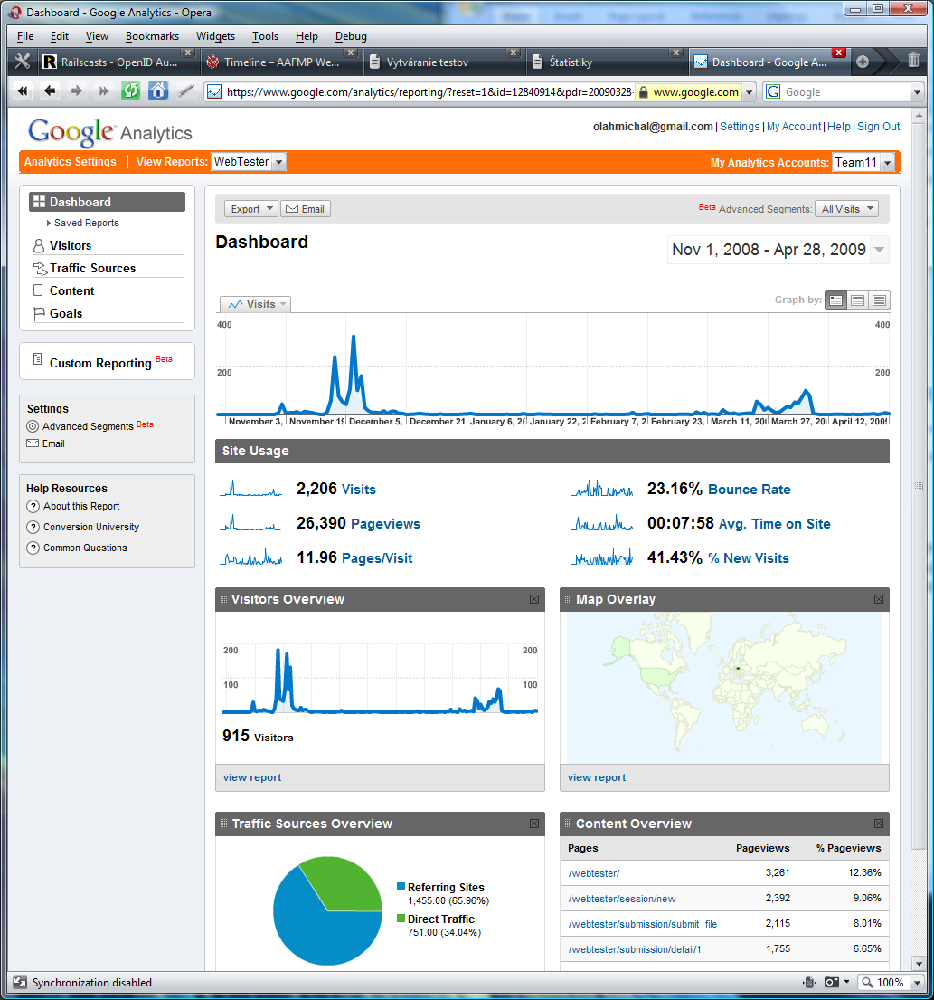 Dashboard - Google Analytics - Opera
File Edit View Bookmarks Widgets Tools Help Debug
Railscasts - OpenID Au... Timeline – AAFMP We... Vytváranie testov Štatistiky Dashboard - Google A...
https://www.google.com/analytics/reporting/?reset=1&id=12840914&pdr=20090328- www.google.com Google
Google Analytics
olahmichal@gmail.com | Settings | My Account | Help | Sign Out
Analytics Settings | View Reports: WebTester My Analytics Accounts: Team11
Dashboard
Saved Reports
Visitors
Traffic Sources
Content
Goals
Custom Reporting Beta
Settings
Advanced Segments Beta
Email
Help Resources
About this Report
Conversion University
Common Questions
Export Email Beta Advanced Segments: All Visits
Dashboard
Nov 1, 2008 - Apr 28, 2009
Visits Graph by:
400 400
200 200
November 3, November 19 December 5, December 21 January 6, 20 January 22, 2 February 7, 2 February 23, March 11, 200 March 27, 200 April 12, 2009
Site Usage
2,206 Visits 23.16% Bounce Rate
26,390 Pageviews 00:07:58 Avg. Time on Site
11.96 Pages/Visit 41.43% % New Visits
Visitors Overview
200 200
100 100
915 Visitors
view report
Map Overlay
view report
Traffic Sources Overview
Referring Sites
1,455.00 (65.96%)
Direct Traffic
751.00 (34.04%)
Content Overview
Pages Pageviews % Pageviews
/webtester/ 3,261 12.36%
/webtester/session/new 2,392 9.06%
/webtester/submission/submit_file 2,115 8.01%
/webtester/submission/detail/1 1,755 6.65%
Synchronization disabled 100%